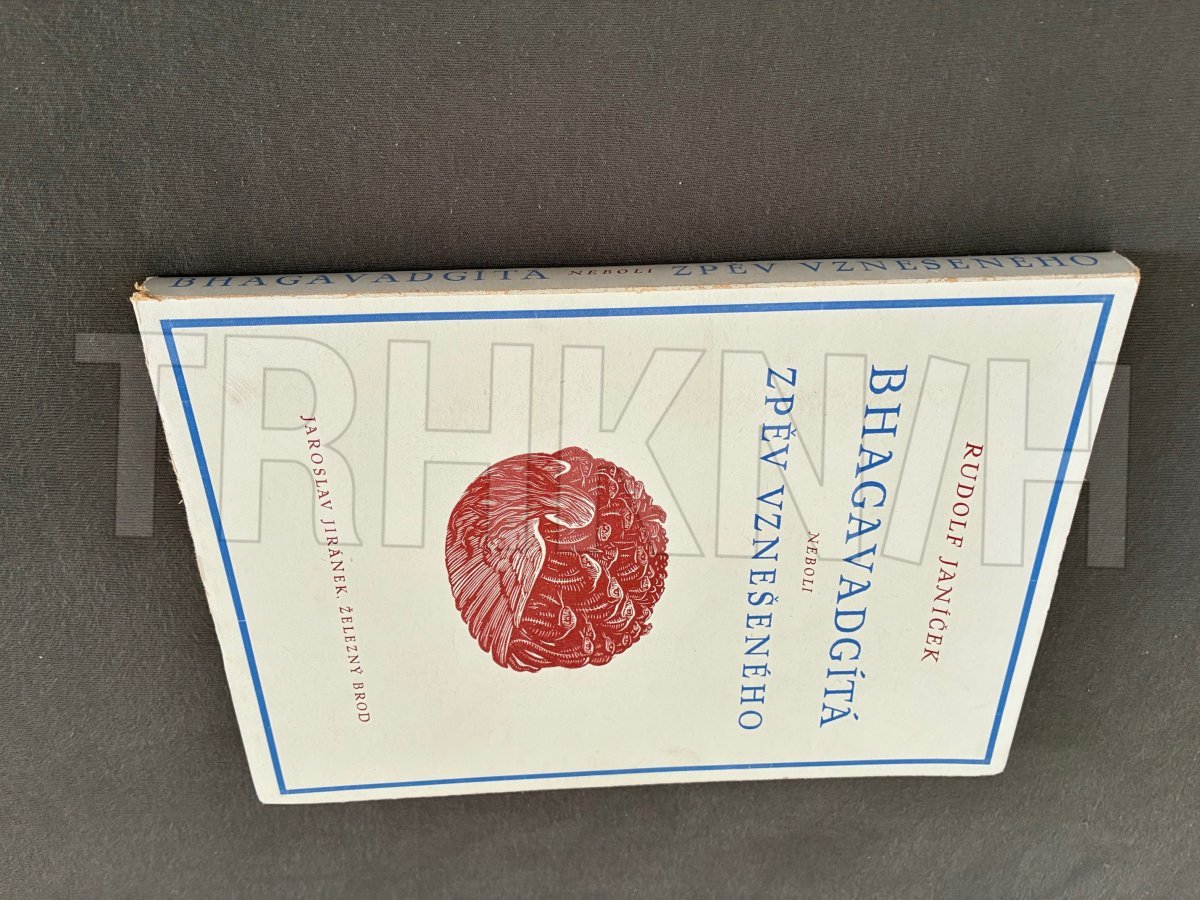 RUDOLF JANÍČEK
BHAGAVADGÍTÁ
NEBOLI
ZPĚV VZNEŠENÉHO
JAROSLAV JIRÁNEK, ŽELEZNÝ BROD
BHAGAVADGÍTÁ NEBOLI ZPĚV VZNEŠENÉHO
TRHKNIH